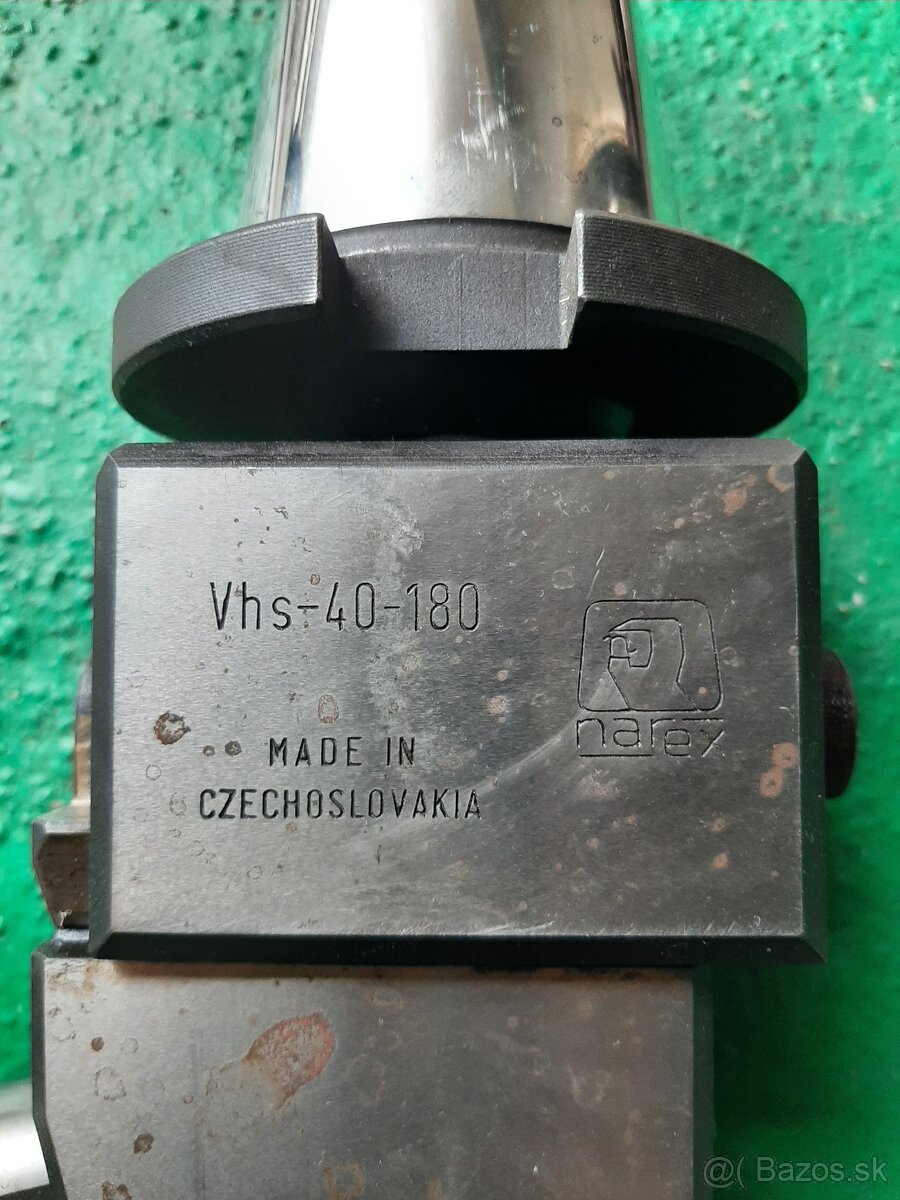 Vhs-40-180
narex
MADE IN
CZECHOSLOVAKIA
@( Bazos.sk